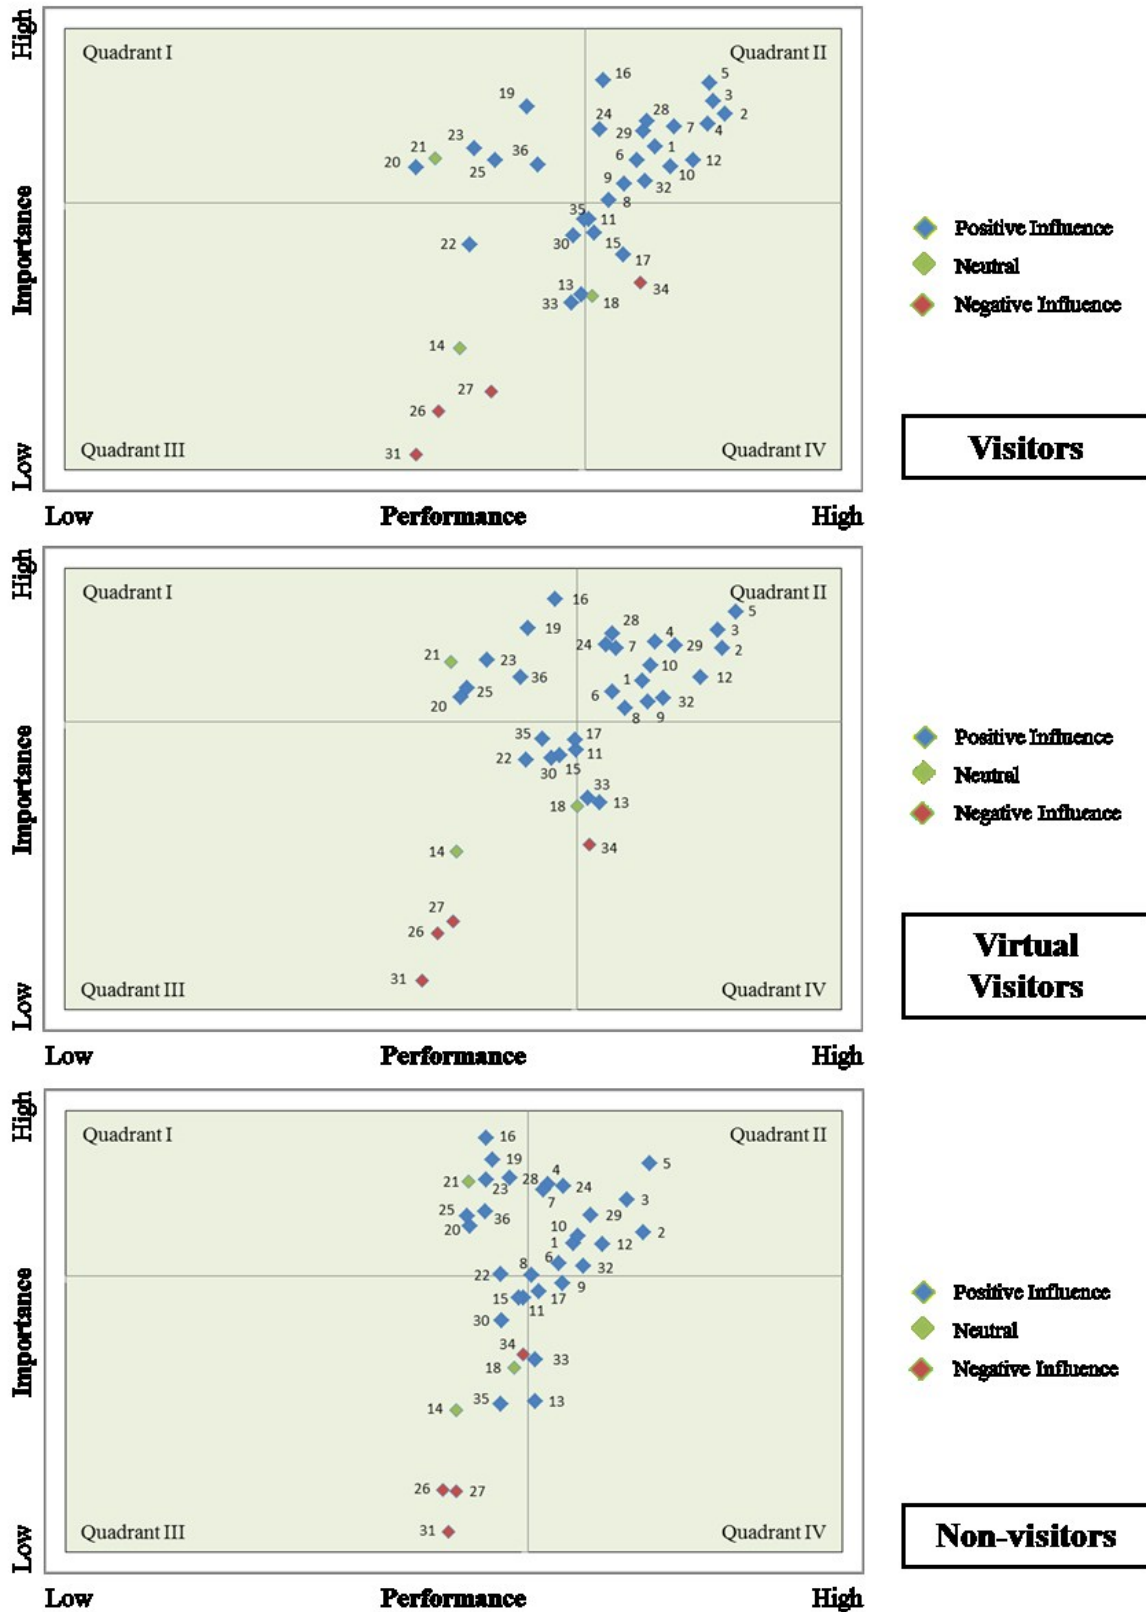 High
Quadrant I
Quadrant II
16
5
19
3
2
28
24
7
4
29
23
1
21
36
6
12
20
25
10
9
32
8
35
11
30
15
22
17
34
13
33
18
14
27
26
31
Quadrant III
Quadrant IV
Importance
Low
Low
Performance
High
Positive Influence
Neutral
Negative Influence
Visitors
High
Quadrant I
Quadrant II
16
5
19
28
4
3
24
7
29
2
21
23
10
36
1
12
25
6
20
32
8
9
35
17
22
11
30
15
33
18
13
14
34
27
26
31
Quadrant III
Quadrant IV
Importance
Low
Low
Performance
High
Positive Influence
Neutral
Negative Influence
Virtual
Visitors
High
Quadrant I
Quadrant II
16
19
5
4
28
21
23
24
7
3
25
36
29
20
10
2
1
12
6
8
22
32
9
15
17
11
30
34
33
18
35
13
14
26
27
31
Quadrant III
Quadrant IV
Importance
Low
Low
Performance
High
Positive Influence
Neutral
Negative Influence
Non-visitors